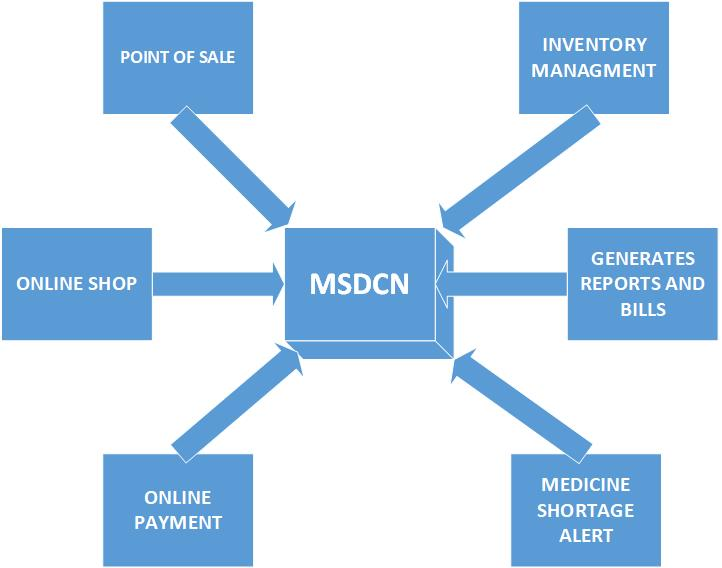 POINT OF SALE
INVENTORY
MANAGMENT
ONLINE SHOP
MSDCN
GENERATES
REPORTS AND
BILLS
ONLINE
PAYMENT
MEDICINE
SHORTAGE
ALERT